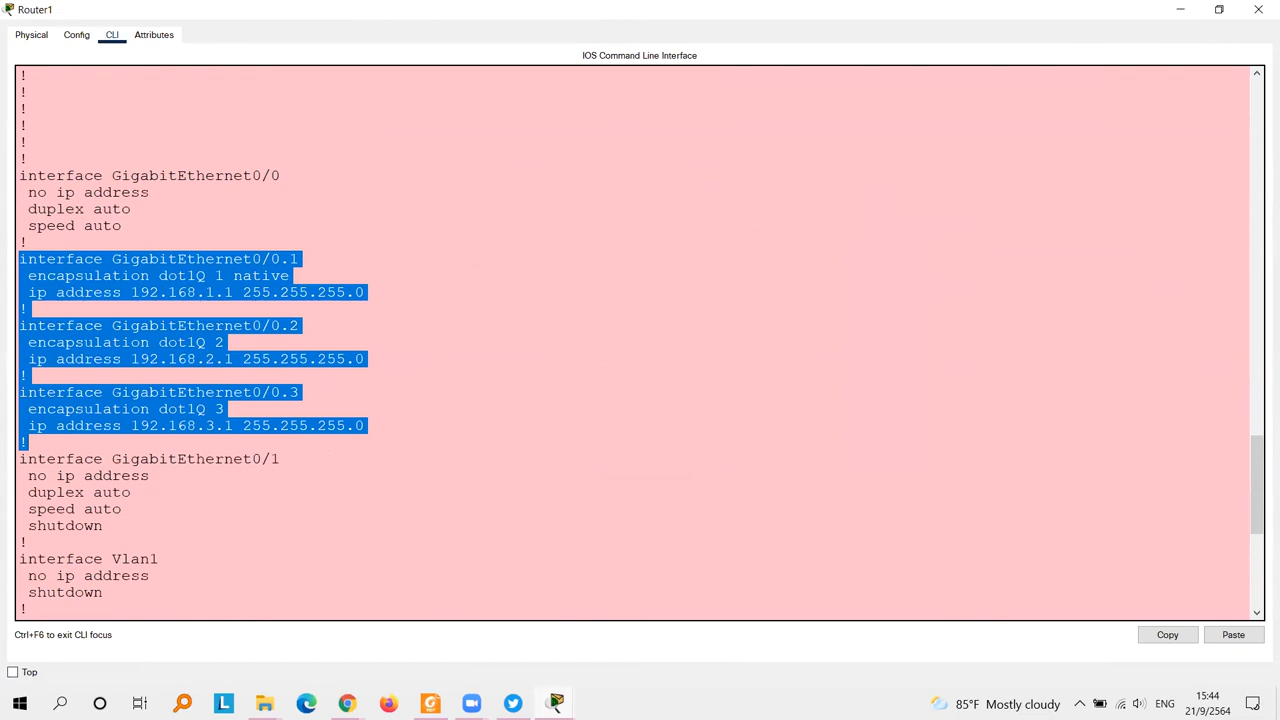 Router1
Physical Config CLI Attributes
IOS Command Line Interface
!
!
!
!
!
!
interface GigabitEthernet0/0
no ip address
duplex auto
speed auto
!
interface GigabitEthernet0/0.1
encapsulation dot1Q 1 native
ip address 192.168.1.1 255.255.255.0
!
interface GigabitEthernet0/0.2
encapsulation dot1Q 2
ip address 192.168.2.1 255.255.255.0
!
interface GigabitEthernet0/0.3
encapsulation dot1Q 3
ip address 192.168.3.1 255.255.255.0
!
interface GigabitEthernet0/1
no ip address
duplex auto
speed auto
shutdown
!
interface Vlan1
no ip address
shutdown
!
Ctrl+F6 to exit CLI focus
Copy Paste
Top
L
85°F Mostly cloudy
ENG
15:44
21/9/2564